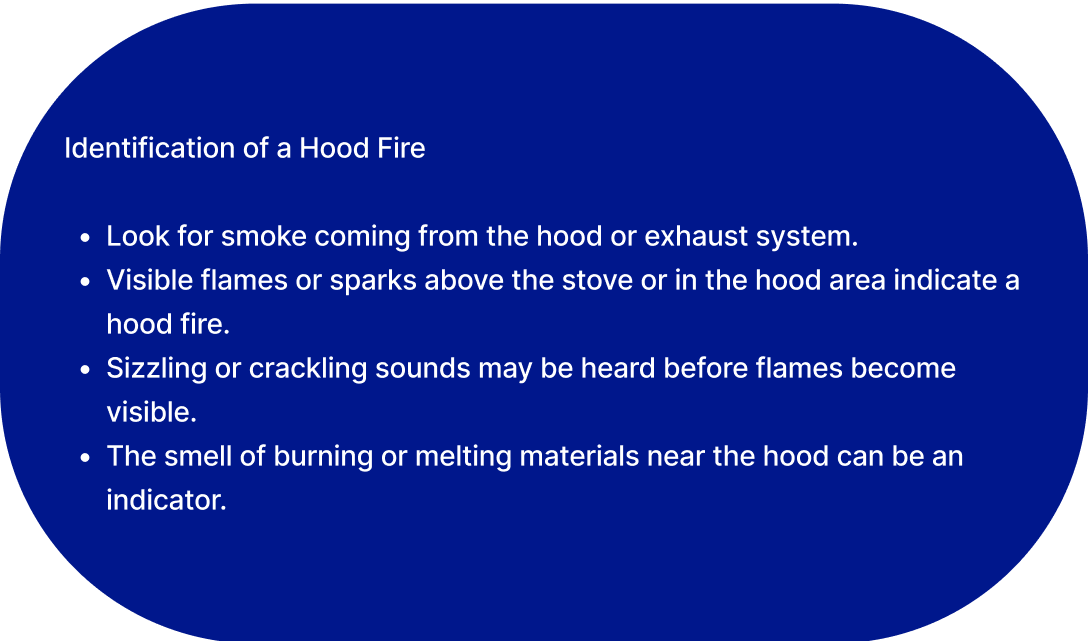 Identification of a Hood Fire
• Look for smoke coming from the hood or exhaust system.
• Visible flames or sparks above the stove or in the hood area indicate a
hood fire.
• Sizzling or crackling sounds may be heard before flames become
visible.
• The smell of burning or melting materials near the hood can be an
indicator.